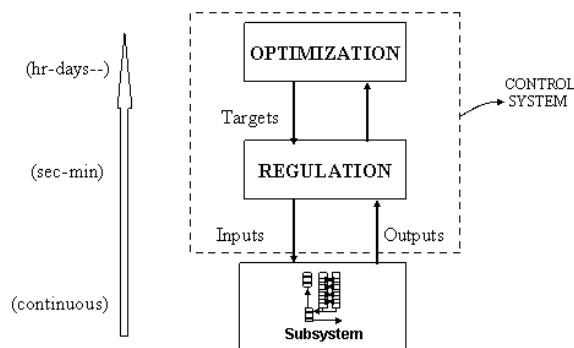 OPTIMIZATION
(hr-days--)
CONTROL
SYSTEM
Targets
(sec-min)
REGULATION
Inputs
Outputs
(continuous)
Subsystem